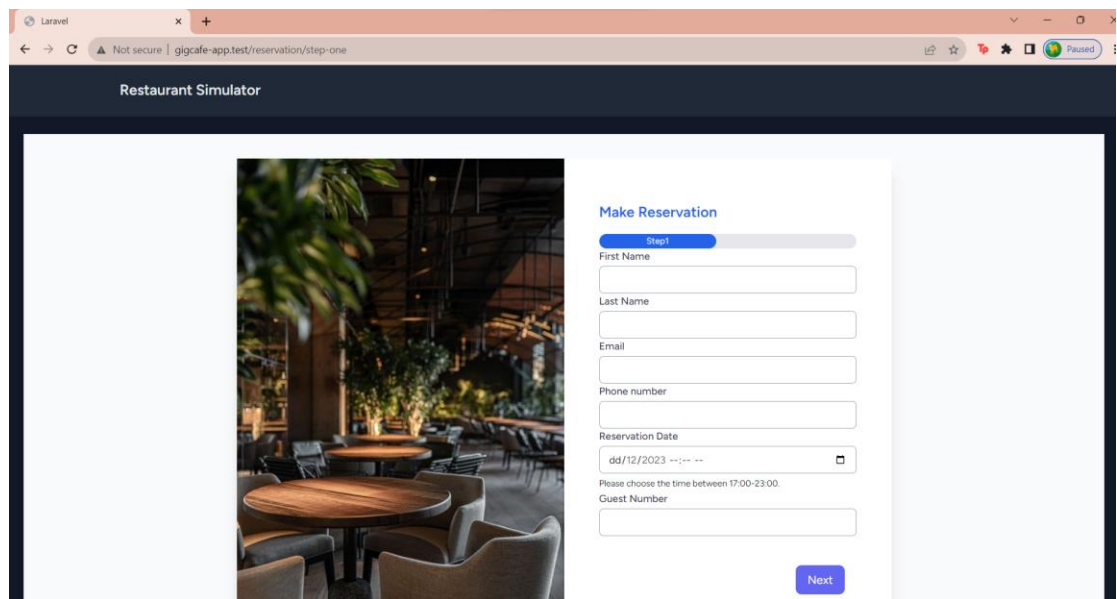 Laravel
Not secure | gigcafe-app.test/reservation/step-one
Tp
Paused
Restaurant Simulator
Make Reservation
Step1
First Name
Last Name
Email
Phone number
Reservation Date
dd/12/2023 --:-- --
Please choose the time between 17:00-23:00.
Guest Number
Next